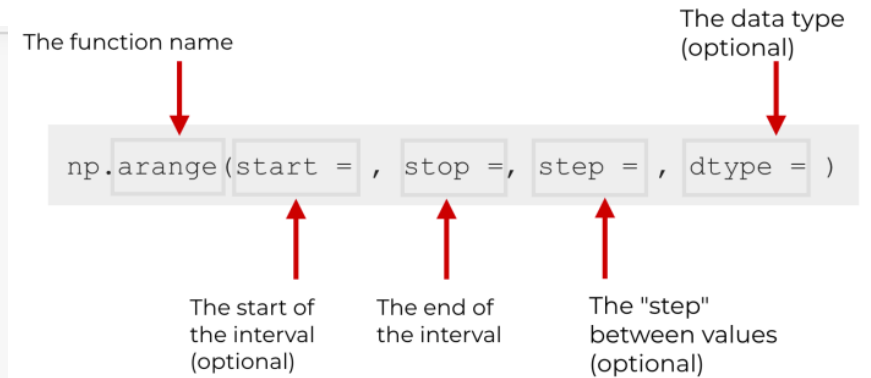 The data type
(optional)
The function name
np.arange(start = , stop =, step = , dtype = )
The start of
the interval
(optional)
The end of
the interval
The "step"
between values
(optional)